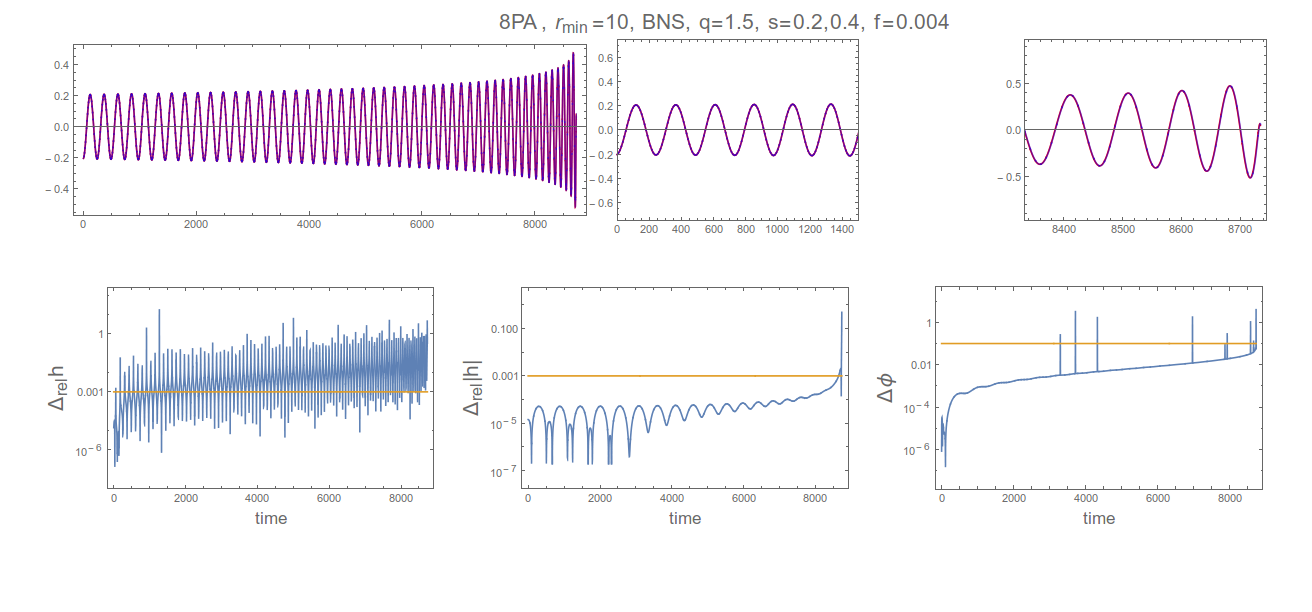 8PA , r_min =10, BNS, q=1.5, s=0.2,0.4, f=0.004
0.4
0.2
0.0
-0.2
-0.4
0 2000 4000 6000 8000
0.6
0.4
0.2
0.0
-0.2
-0.4
-0.6
0 200 400 600 800 1000 1200 1400
0.5
0.0
-0.5
8400 8500 8600 8700
Δ_rel h
1
0.001
10^-6
0 2000 4000 6000 8000
time
Δ_rel|h|
0.100
0.001
10^-5
10^-7
0 2000 4000 6000 8000
time
Δϕ
1
0.01
10^-4
10^-6
0 2000 4000 6000 8000
time